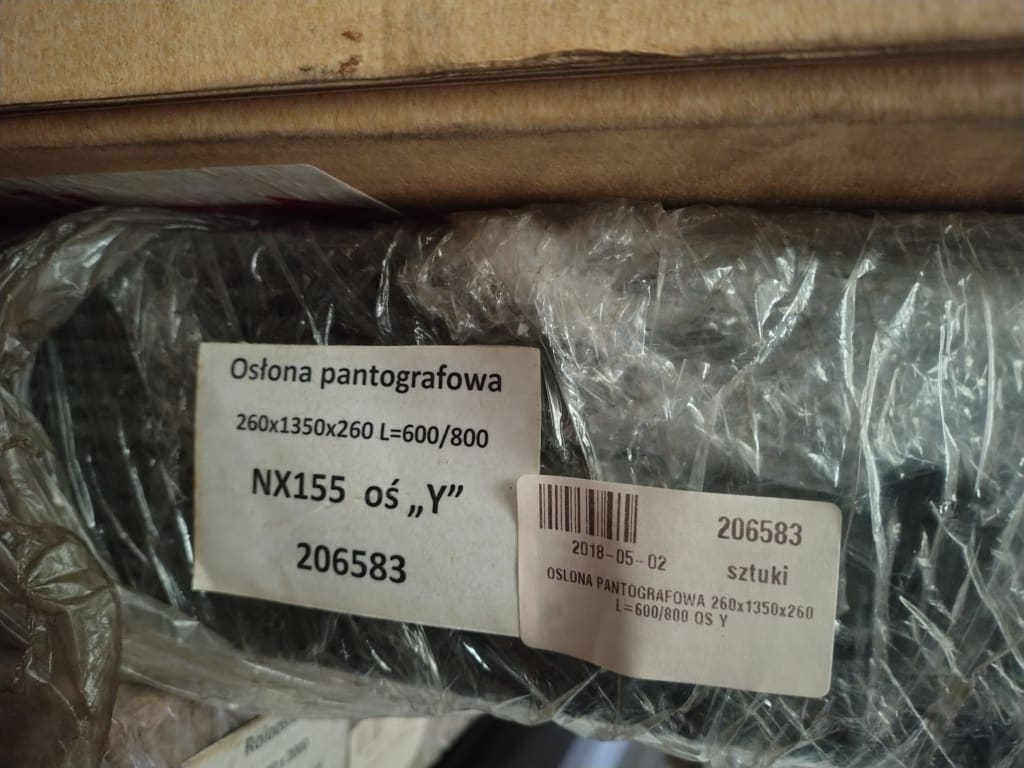 Osłona pantografowa
260x1350x260 L=600/800
NX155 oś „Y”
206583
206583
2018-05-02
sztuki
OSLONA PANTOGRAFOWA 260x1350x260
L=600/800 OS Y